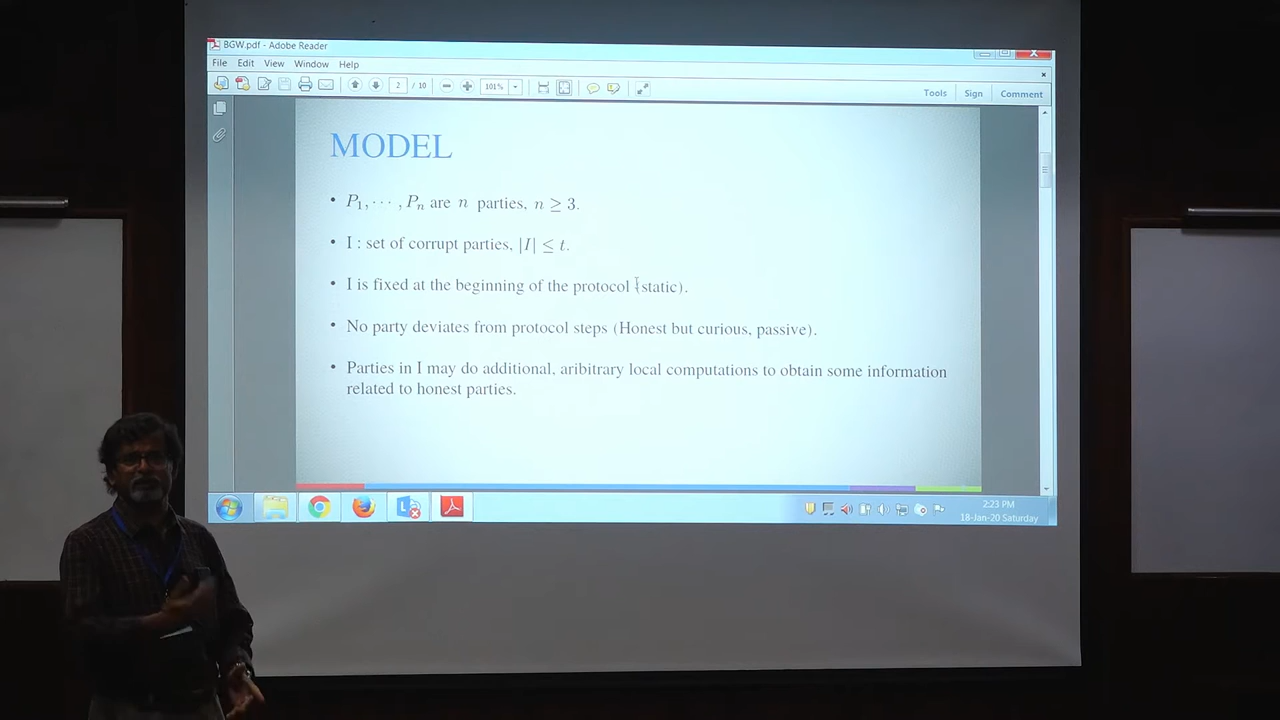 BGW.pdf - Adobe Reader
File Edit View Window Help
2 / 10 101%
Tools Sign Comment
MODEL
• P₁, ⋯ , Pₙ are n parties, n ≥ 3.
• I : set of corrupt parties, |I| ≤ t.
• I is fixed at the beginning of the protocol (static).
• No party deviates from protocol steps (Honest but curious, passive).
• Parties in I may do additional, aribitrary local computations to obtain some information
related to honest parties.
2:23 PM
18-Jan-20 Saturday